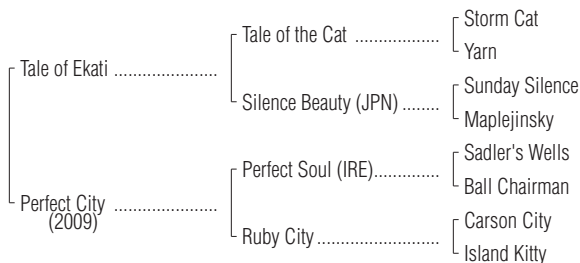 Storm Cat
Tale of the Cat ..................
Yarn
Tale of Ekati ......................
Sunday Silence
Silence Beauty (JPN) ........
Maplejinsky
Sadler's Wells
Perfect Soul (IRE)..............
Ball Chairman
Perfect City ......................
(2009)
Carson City
Ruby City ..........................
Island Kitty